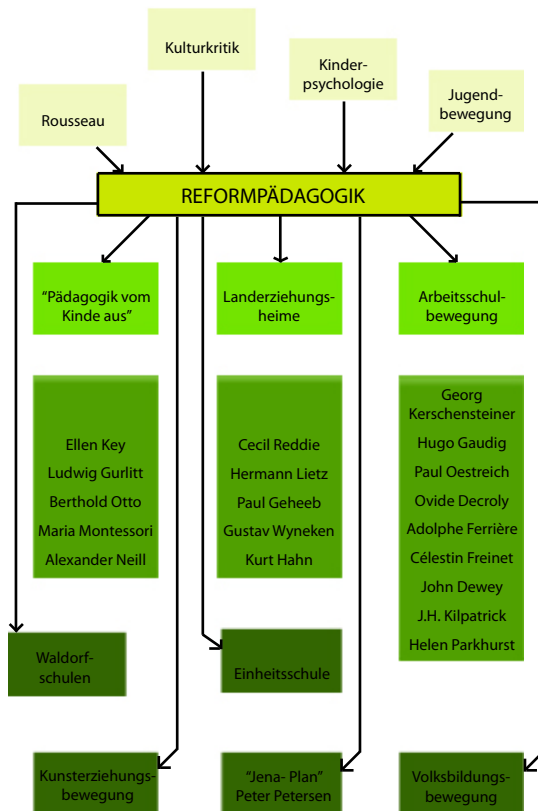 Kulturkritik
Kinder-
psychologie
Rousseau
Jugend-
bewegung
REFORMPÄDAGOGIK
"Pädagogik vom
Kinde aus"
Landerziehungs-
heime
Arbeitsschul-
bewegung
Ellen Key
Ludwig Gurlitt
Berthold Otto
Maria Montessori
Alexander Neill
Cecil Reddie
Hermann Lietz
Paul Geheeb
Gustav Wyneken
Kurt Hahn
Georg
Kerschensteiner
Hugo Gaudig
Paul Oestreich
Ovide Decroly
Adolphe Ferrière
Célestin Freinet
John Dewey
J.H. Kilpatrick
Helen Parkhurst
Waldorf-
schulen
Einheitsschule
Kunsterziehungs-
bewegung
"Jena- Plan"
Peter Petersen
Volksbildungs-
bewegung